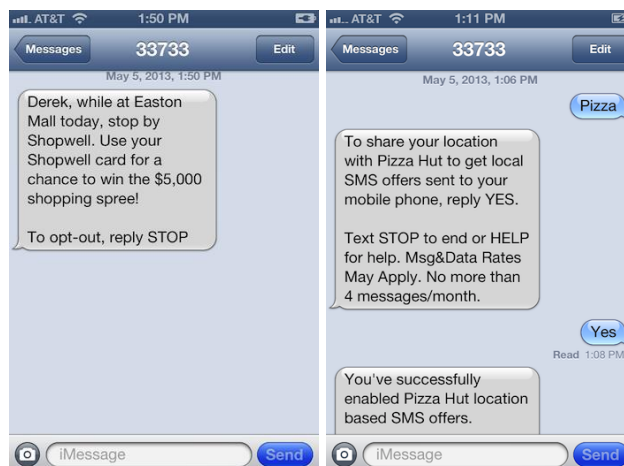 AT&T
1:50 PM
Messages
33733
Edit
May 5, 2013, 1:50 PM
Derek, while at Easton
Mall today, stop by
Shopwell. Use your
Shopwell card for a
chance to win the $5,000
shopping spree!
To opt-out, reply STOP
iMessage
Send
AT&T
1:11 PM
Messages
33733
Edit
May 5, 2013, 1:06 PM
Pizza
To share your location
with Pizza Hut to get local
SMS offers sent to your
mobile phone, reply YES.
Text STOP to end or HELP
for help. Msg&Data Rates
May Apply. No more than
4 messages/month.
Yes
Read 1:08 PM
You've successfully
enabled Pizza Hut location
based SMS offers.
iMessage
Send